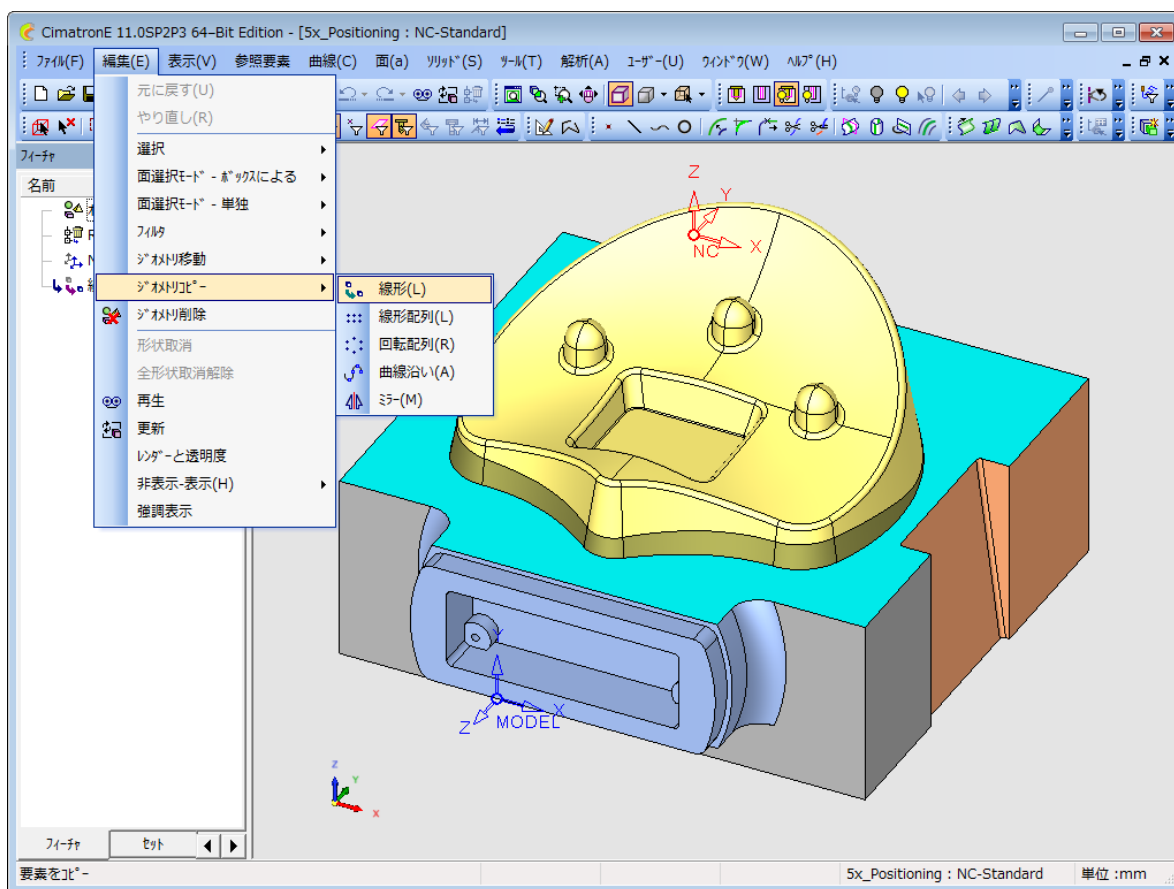 CimatronE 11.0SP2P3 64-Bit Edition - [5x_Positioning : NC-Standard]
ﾌｧｲﾙ(F) 編集(E) 表示(V) 参照要素 曲線(C) 面(a) ｿﾘｯﾄﾞ(S) ﾂｰﾙ(T) 解析(A) ﾕｰｻﾞｰ(U) ｳｨﾝﾄﾞｳ(W) ﾍﾙﾌﾟ(H)
元に戻す(U)
やり直し(R)
選択
面選択ﾓｰﾄﾞ - ﾎﾞｯｸｽによる
面選択ﾓｰﾄﾞ - 単独
ﾌｨﾙﾀ
ｼﾞｵﾒﾄﾘ移動
ｼﾞｵﾒﾄﾘｺﾋﾟｰ
ｼﾞｵﾒﾄﾘ削除
形状取消
全形状取消解除
再生
更新
ﾚﾝﾀﾞｰと透明度
非表示-表示(H)
強調表示
線形(L)
線形配列(L)
回転配列(R)
曲線沿い(A)
ﾐﾗｰ(M)
ﾌｨｰﾁｬ
名前
Z
Y
X
NC
Y
X
Z
MODEL
z
Y
x
ﾌｨｰﾁｬ ｾｯﾄ
要素をｺﾋﾟｰ 5x_Positioning : NC-Standard 単位 :mm